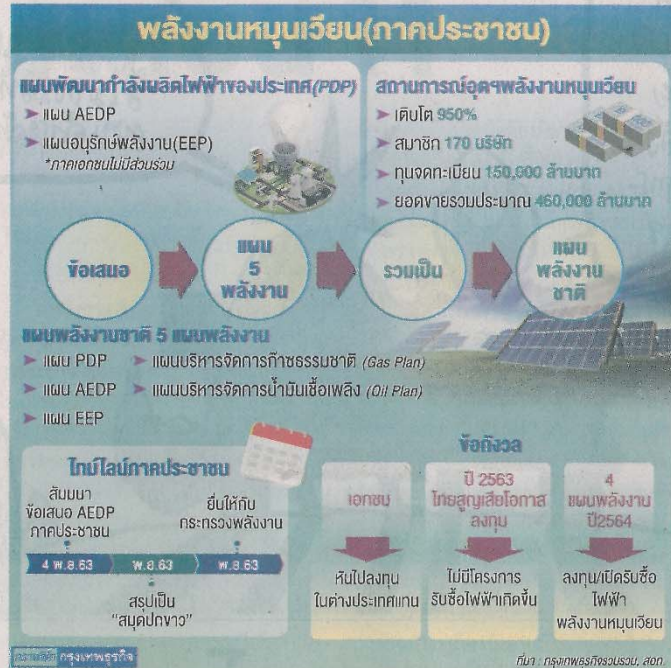 พลังงานหมุนเวียน(ภาคประชาชน)
แผนพัฒนากำลังผลิตไฟฟ้าของประเทศ(PDP)
➤ แผน AEDP
➤ แผนอนุรักษ์พลังงาน(EEP)
*ภาคเอกชนไม่มีส่วนร่วม
สถานการณ์อุตฯพลังงานหมุนเวียน
➤ เติบโต 950%
➤ สมาชิก 170 บริษัท
➤ ทุนจดทะเบียน 150,000 ล้านบาท
➤ ยอดขายรวมประมาณ 460,000 ล้านบาท
ข้อเสนอ
แผน
5
พลังงาน
รวมเป็น
แผน
พลังงาน
ชาติ
แผนพลังงานชาติ 5 แผนพลังงาน
➤ แผน PDP
➤ แผน AEDP
➤ แผน EEP
➤ แผนบริหารจัดการก๊าซธรรมชาติ (Gas Plan)
➤ แผนบริหารจัดการน้ำมันเชื้อเพลิง (Oil Plan)
ไทม์ไลน์ภาคประชาชน
สัมมนา
ข้อเสนอ AEDP
ภาคประชาชน
4 พ.ย.63
พ.ย.63
สรุปเป็น
"สมุดปกขาว"
ยื่นให้กับ
กระทรวงพลังงาน
พ.ย.63
ข้อกังวล
เอกชน
หันไปลงทุน
ในต่างประเทศแทน
ปี 2563
ไทยสูญเสียโอกาส
ลงทุน
ไม่มีโครงการ
รับซื้อไฟฟ้าเกิดขึ้น
4
แผนพลังงาน
ปี2564
ลงทุน/เปิดรับซื้อ
ไฟฟ้า
พลังงานหมุนเวียน
กรุงเทพธุรกิจ
ที่มา : กรุงเทพธุรกิจรวบรวม, สอท.